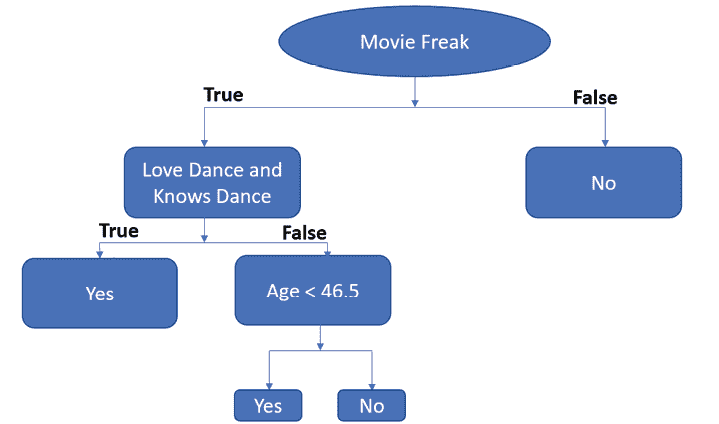 Movie Freak
True
False
Love Dance and
Knows Dance
No
True
False
Yes
Age < 46.5
Yes
No